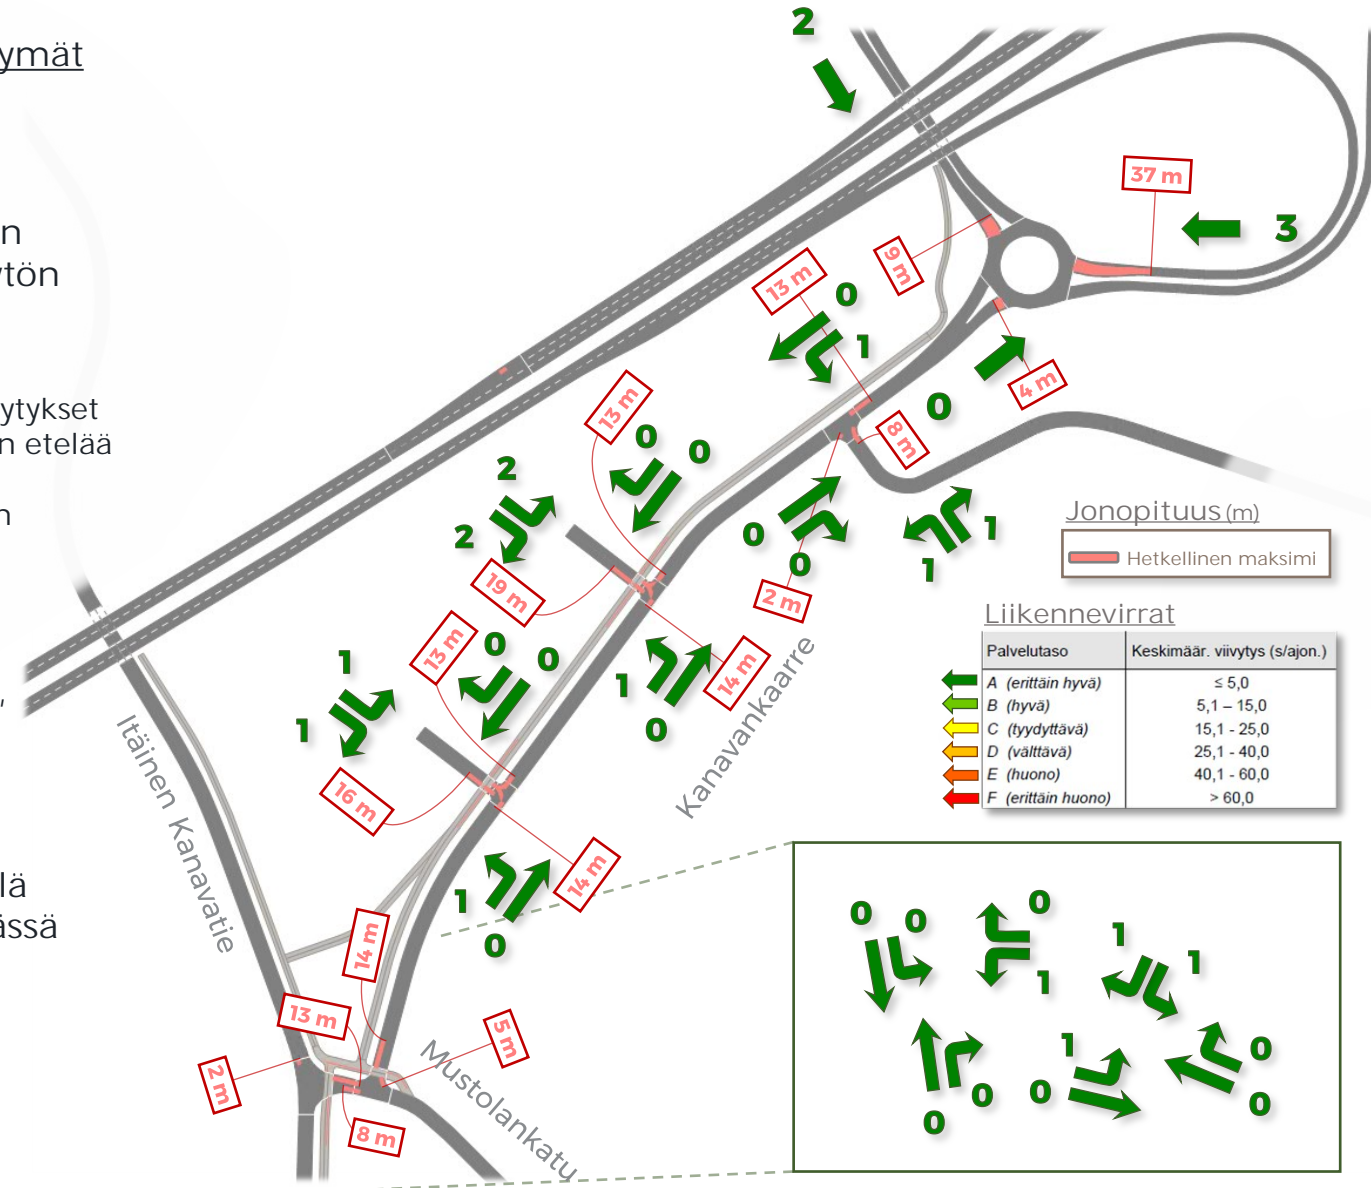 ymät
n
ytön
ytykset
n etelää
n
lä
ässä
2
37 m
3
9 m
13 m
0
1
4 m
0
8 m
13 m
0
0
2
2
19 m
0
0
2 m
1
1
13 m
0
0
1
1
16 m
1
0
14 m
1
0
14 m
Itäinen Kanavatie
Kanavankaarre
Mustolankatu
14 m
13 m
5 m
2 m
8 m
Jonopituus (m)
Hetkellinen maksimi
Liikennevirrat
Palvelutaso Keskimäär. viivytys (s/ajon.)
A (erittäin hyvä) ≤ 5,0
B (hyvä) 5,1 – 15,0
C (tyydyttävä) 15,1 - 25,0
D (välttävä) 25,1 - 40,0
E (huono) 40,1 - 60,0
F (erittäin huono) > 60,0
0 0
0
1
1
1
0
0
1
0
0
0